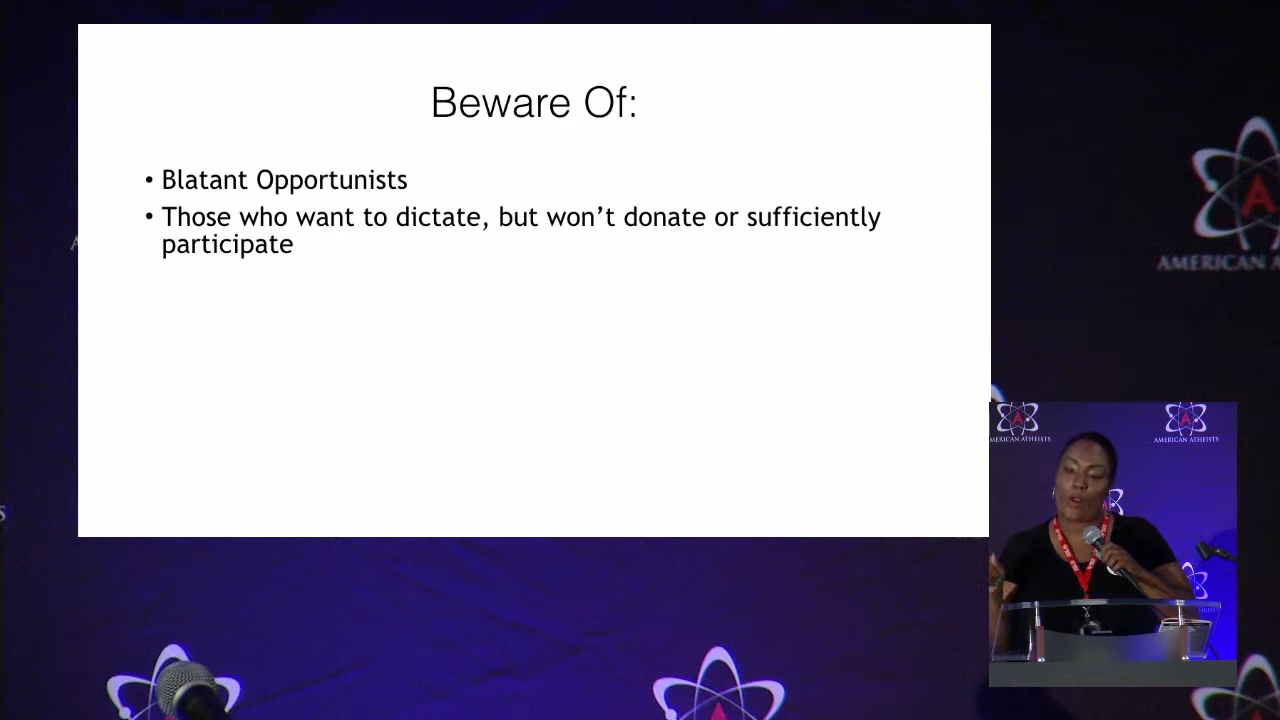 Beware Of:
• Blatant Opportunists
• Those who want to dictate, but won’t donate or sufficiently
participate
AMERICAN A
AMERICAN ATHEISTS
AMERICAN ATHEISTS
A
S